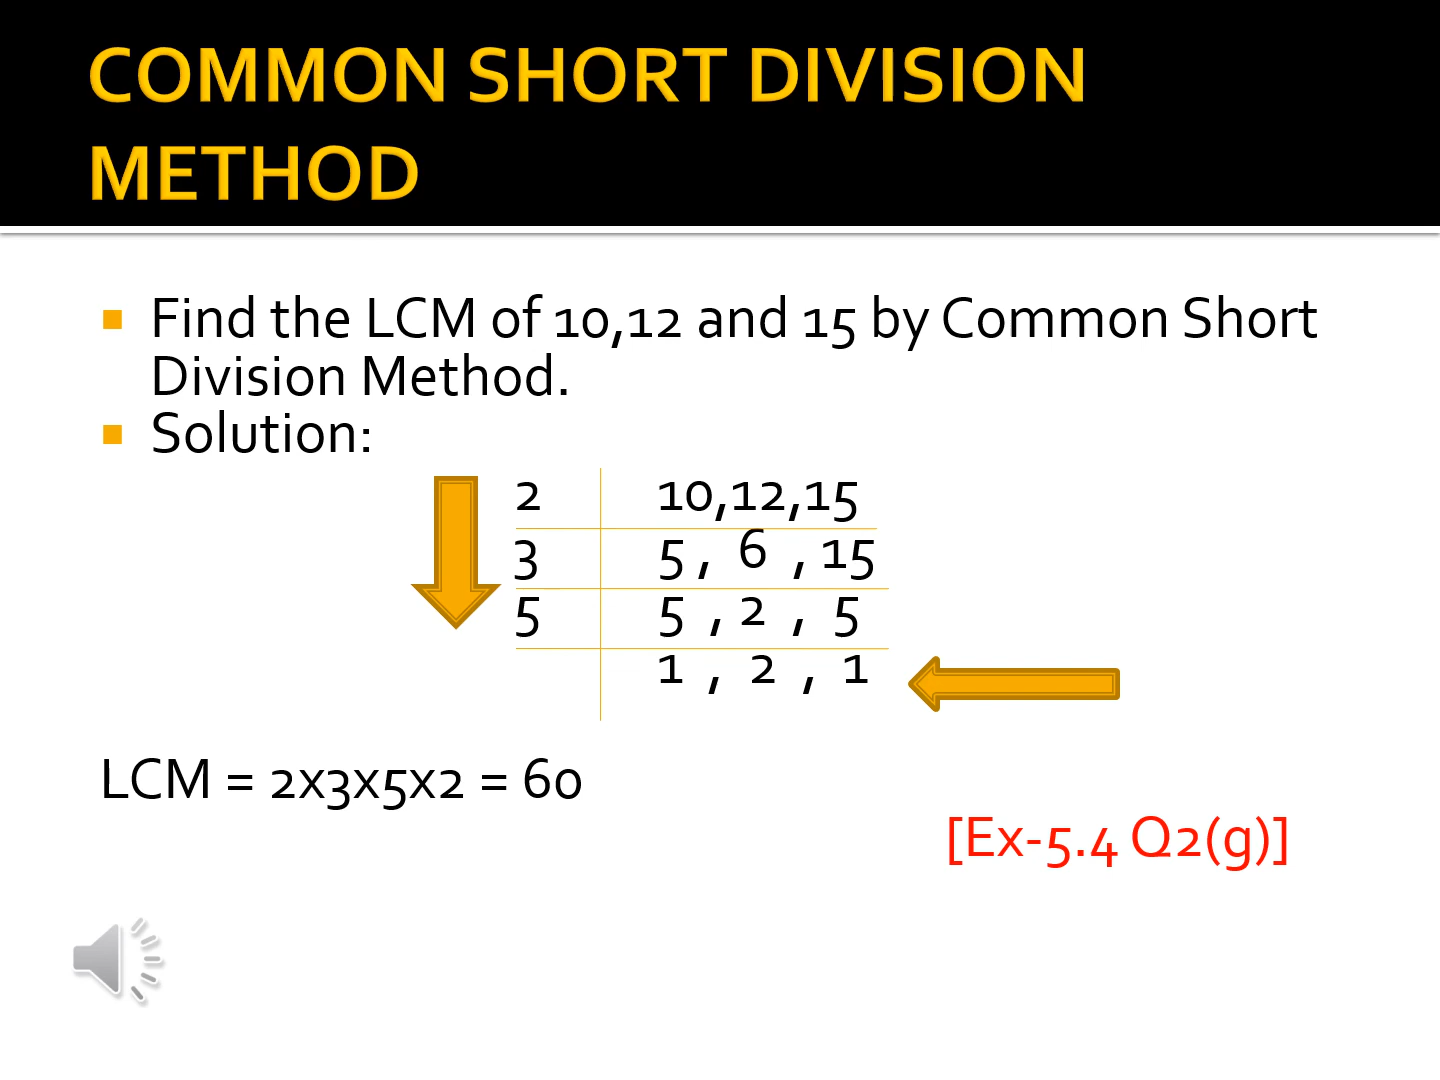 COMMON SHORT DIVISION
METHOD
Find the LCM of 10,12 and 15 by Common Short
Division Method.
Solution:
2 10,12,15
3 5 , 6 , 15
5 5 , 2 , 5
1 , 2 , 1
LCM = 2x3x5x2 = 60
[Ex-5.4 Q2(g)]